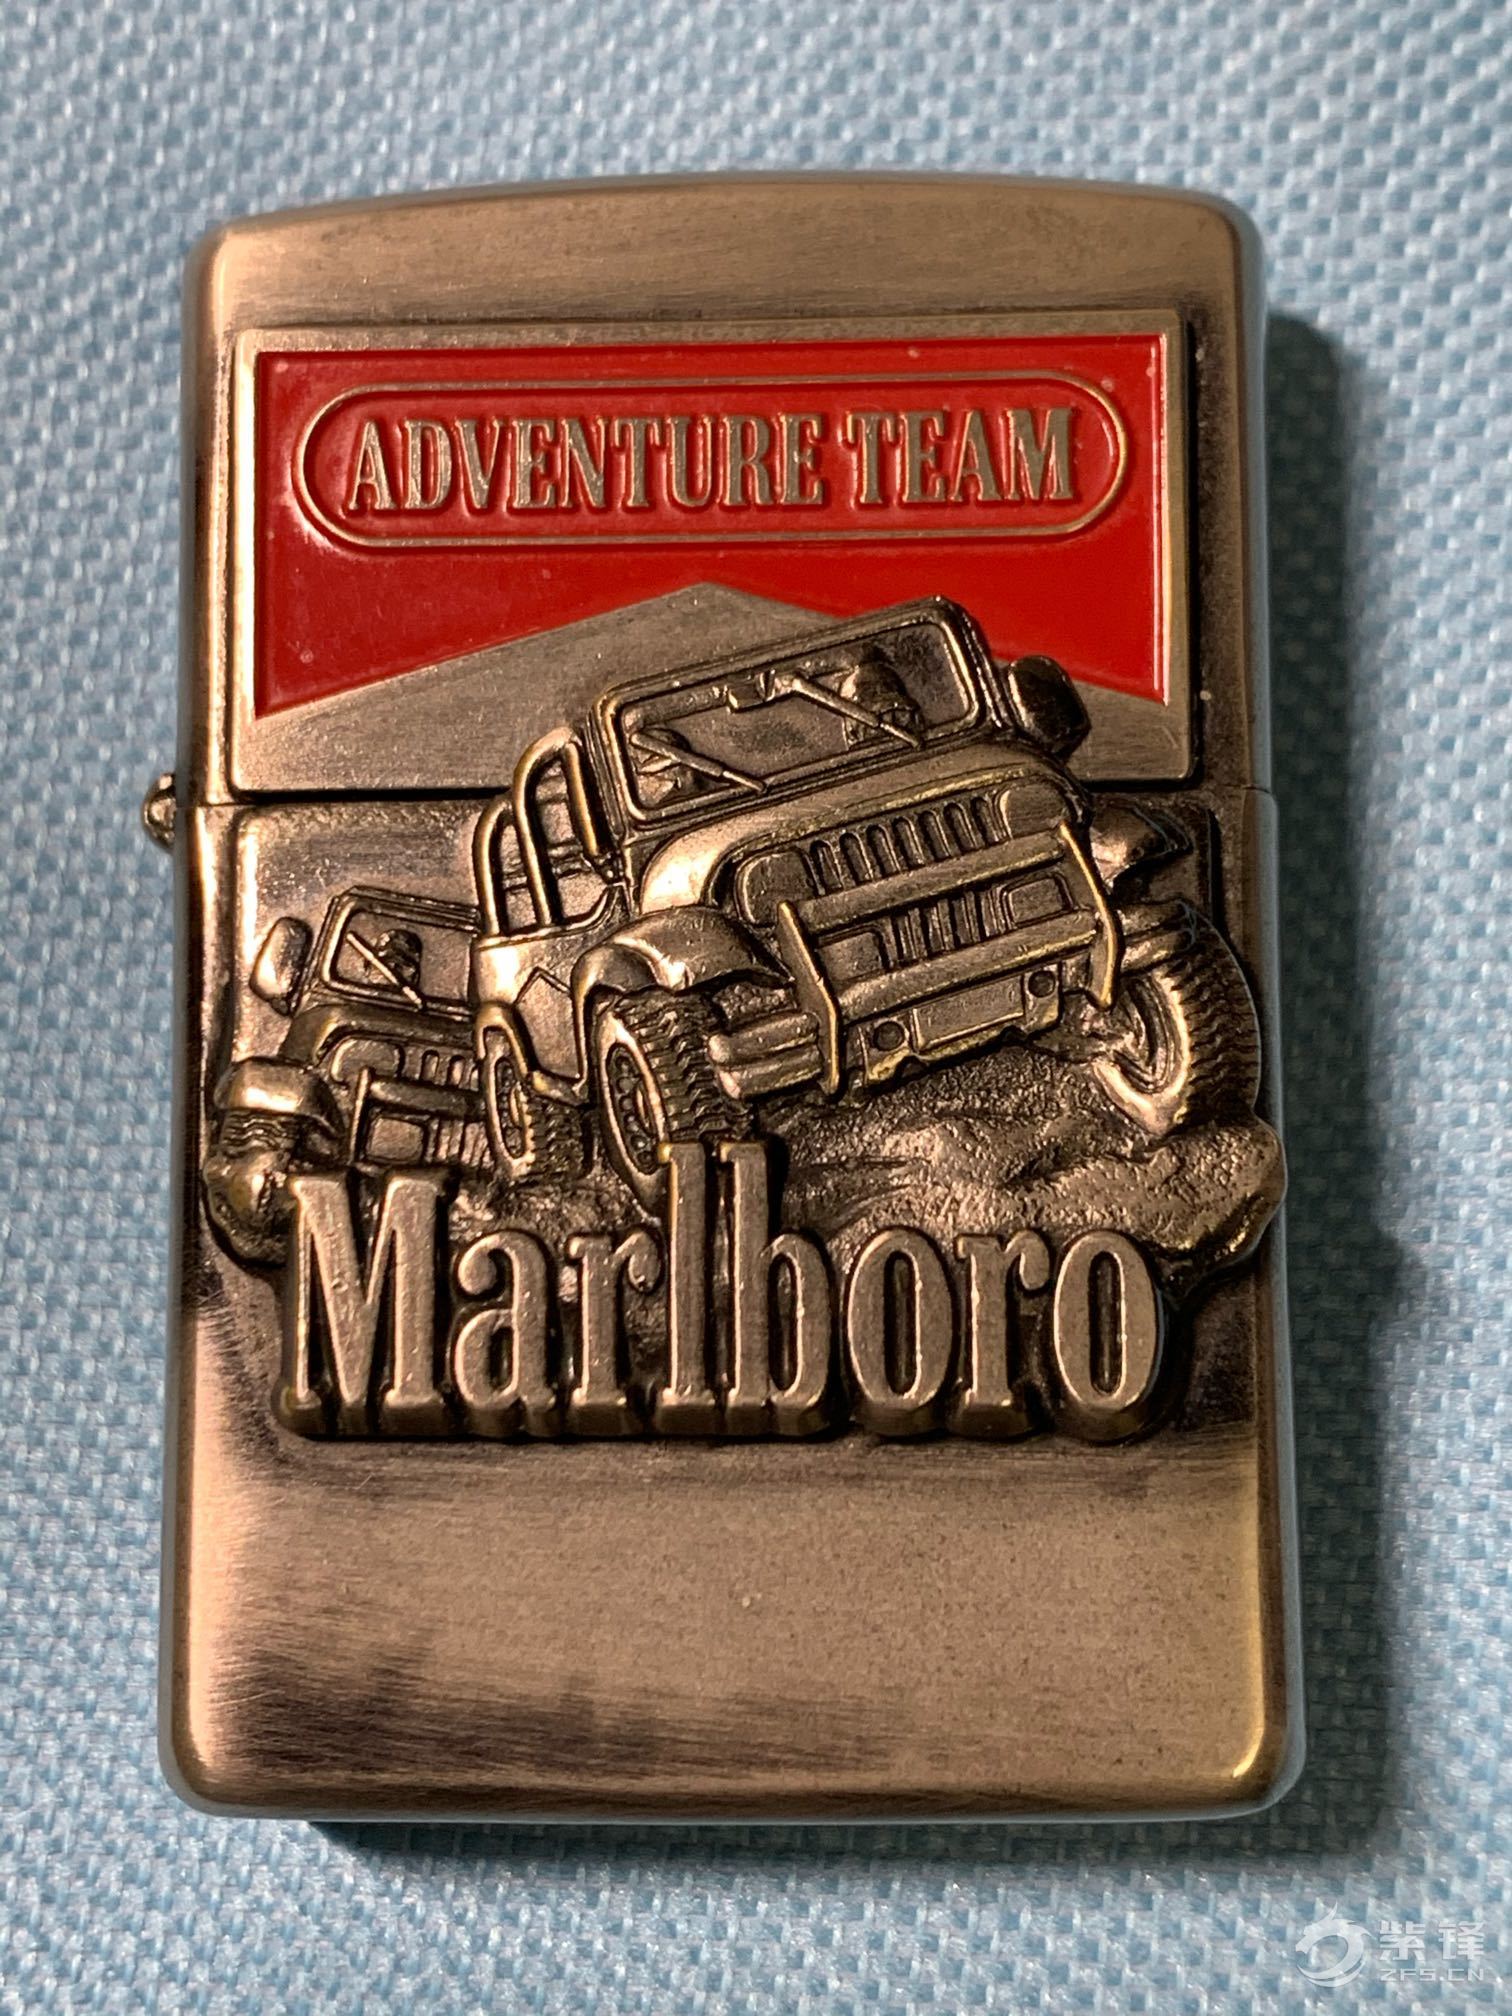 ADVENTURE TEAM
Marlboro
紫锋
ZFS.CN